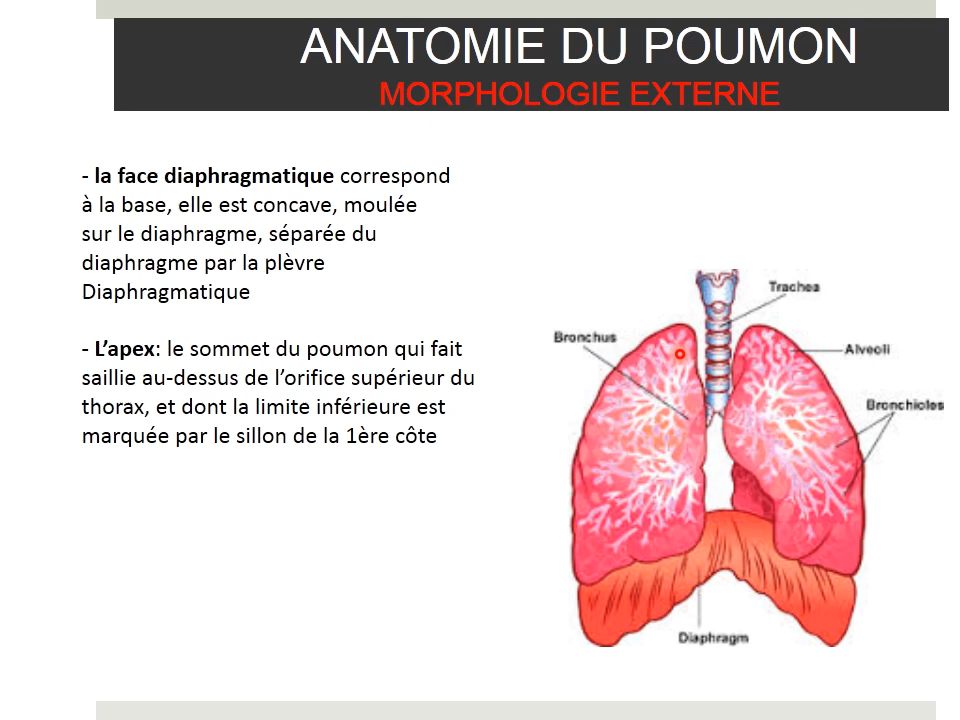 ANATOMIE DU POUMON
MORPHOLOGIE EXTERNE
- la face diaphragmatique correspond
à la base, elle est concave, moulée
sur le diaphragme, séparée du
diaphragme par la plèvre
Diaphragmatique
- L’apex: le sommet du poumon qui fait
saillie au-dessus de l’orifice supérieur du
thorax, et dont la limite inférieure est
marquée par le sillon de la 1ère côte
Trachea
Bronchus
Alveoli
Bronchioles
Diaphragm